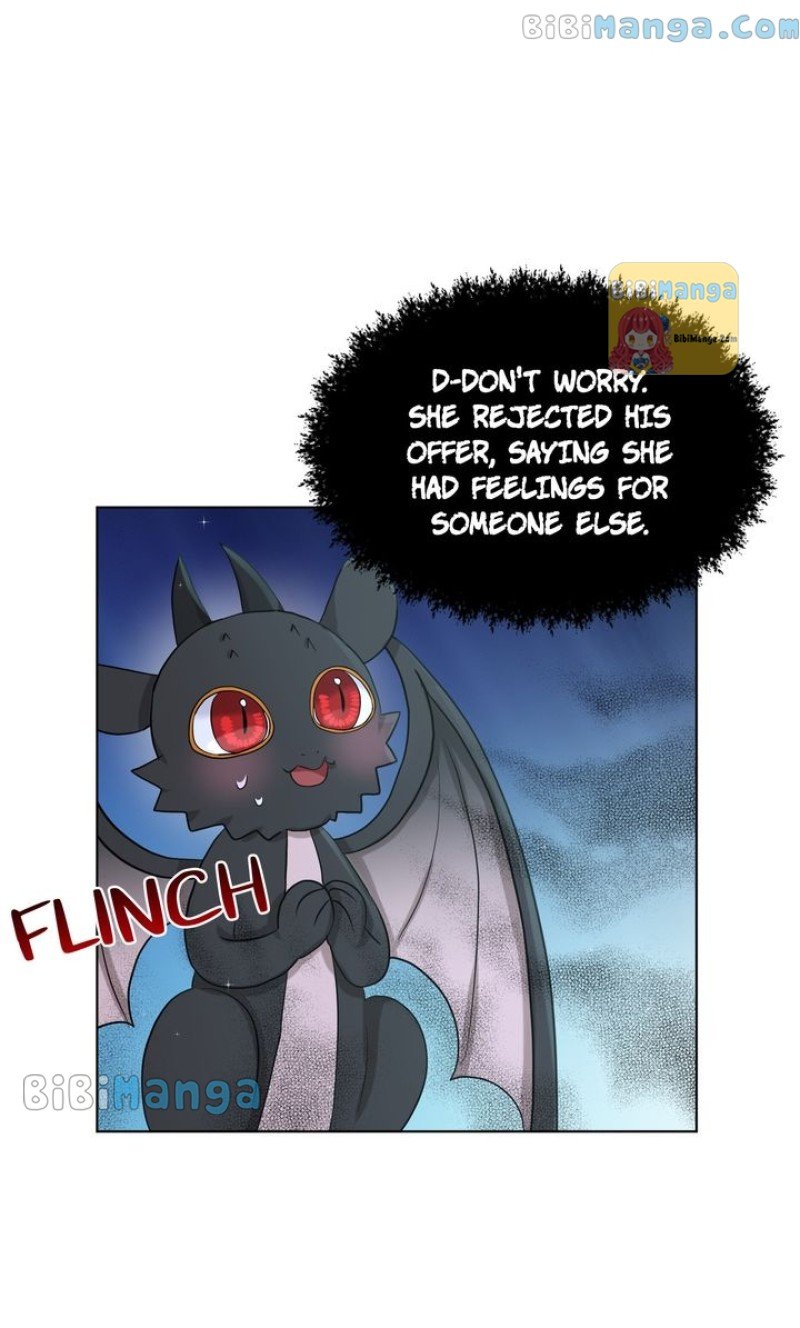 BiBiManga.Com
BiBiManga
BibiManga.Com
D-DON'T WORRY.
SHE REJECTED HIS
OFFER, SAYING SHE
HAD FEELINGS FOR
SOMEONE ELSE.
FLINCH
BiBiManga